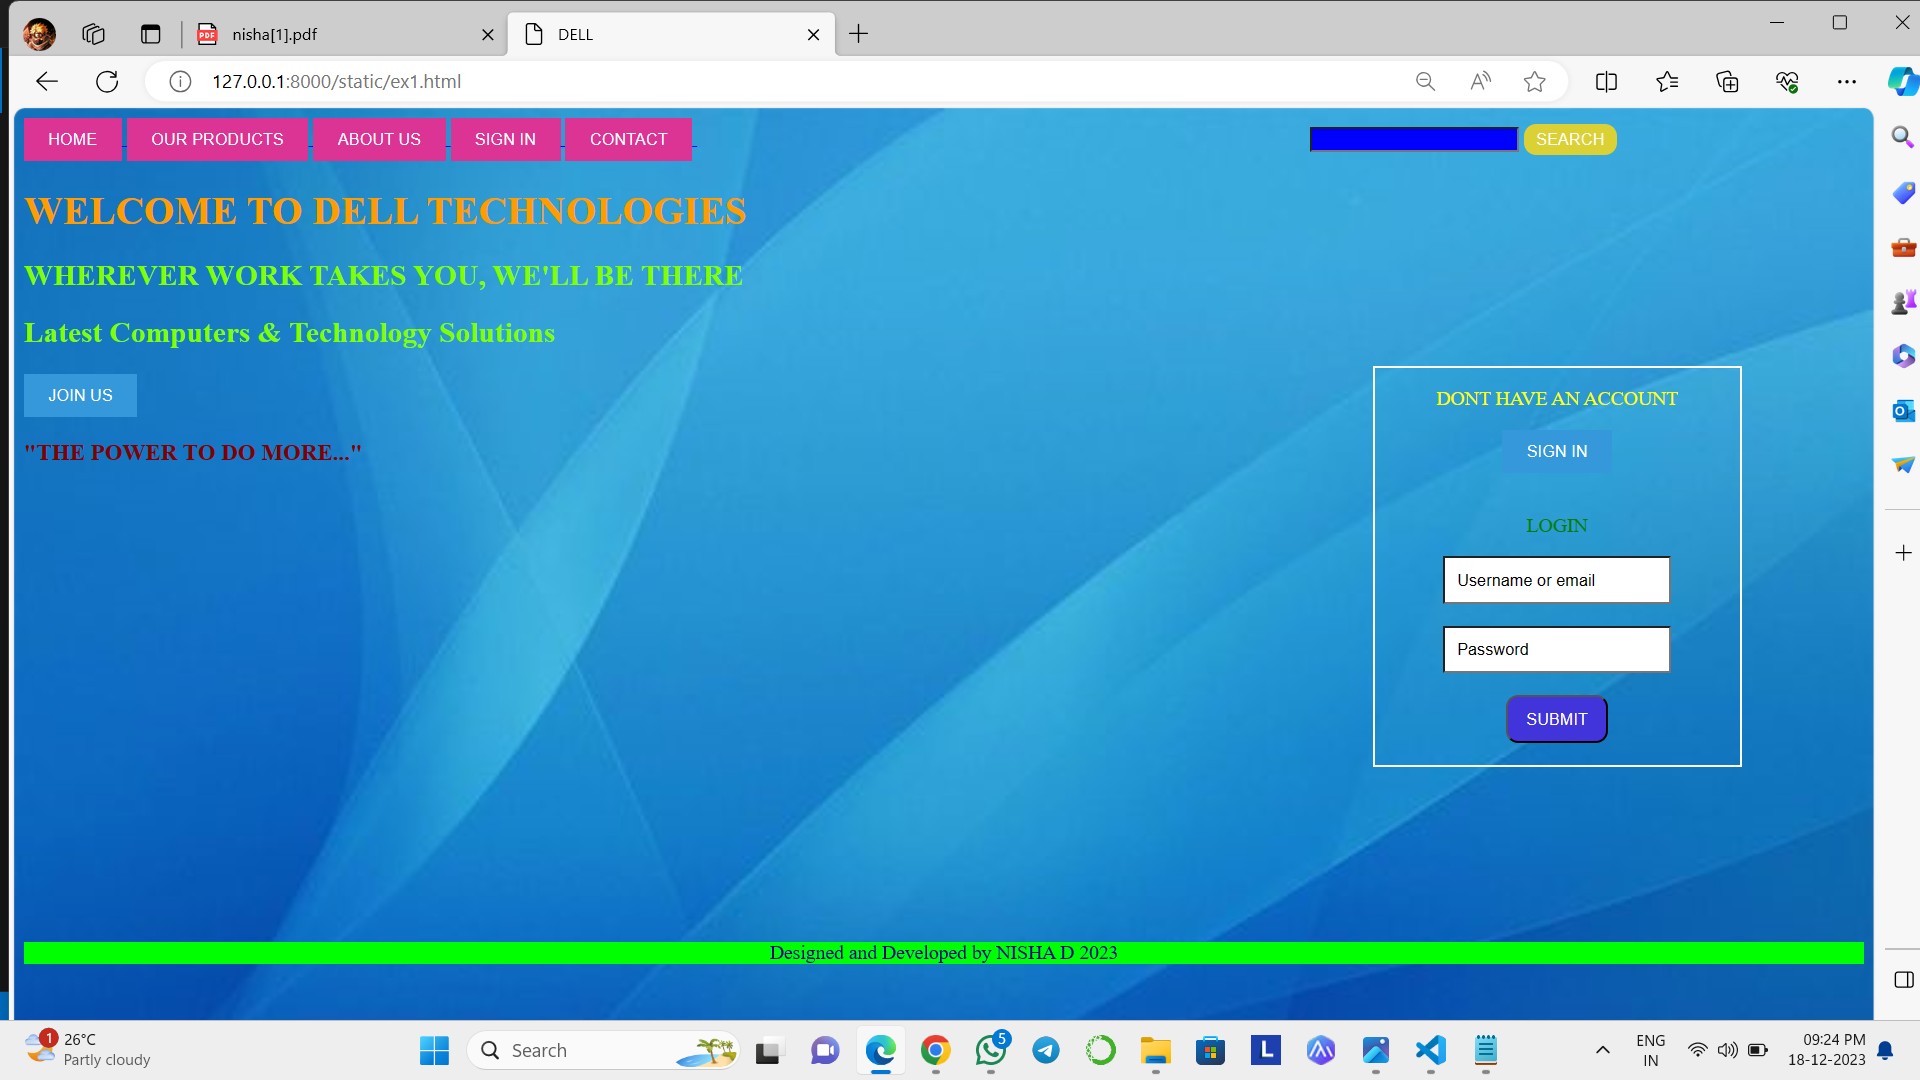 nisha[1].pdf
DELL
127.0.0.1:8000/static/ex1.html
HOME
OUR PRODUCTS
ABOUT US
SIGN IN
CONTACT
SEARCH
WELCOME TO DELL TECHNOLOGIES
WHEREVER WORK TAKES YOU, WE'LL BE THERE
Latest Computers & Technology Solutions
JOIN US
"THE POWER TO DO MORE..."
DONT HAVE AN ACCOUNT
SIGN IN
LOGIN
Username or email
Password
SUBMIT
Designed and Developed by NISHA D 2023
1
26°C
Partly cloudy
Search
5
L
ENG
IN
09:24 PM
18-12-2023